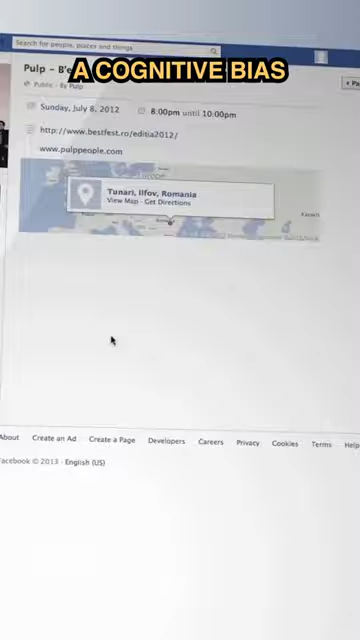 A COGNITIVE BIAS
Search for people, places and things
Pulp - B'e
Public · By Pulp
Sunday, July 8, 2012
8:00pm until 10:00pm
http://www.bestfest.ro/editia2012/
www.pulppeople.com
Tunari, Ilfov, Romania
View Map · Get Directions
About Create an Ad Create a Page Developers Careers Privacy Cookies Terms Help
Facebook © 2013 · English (US)